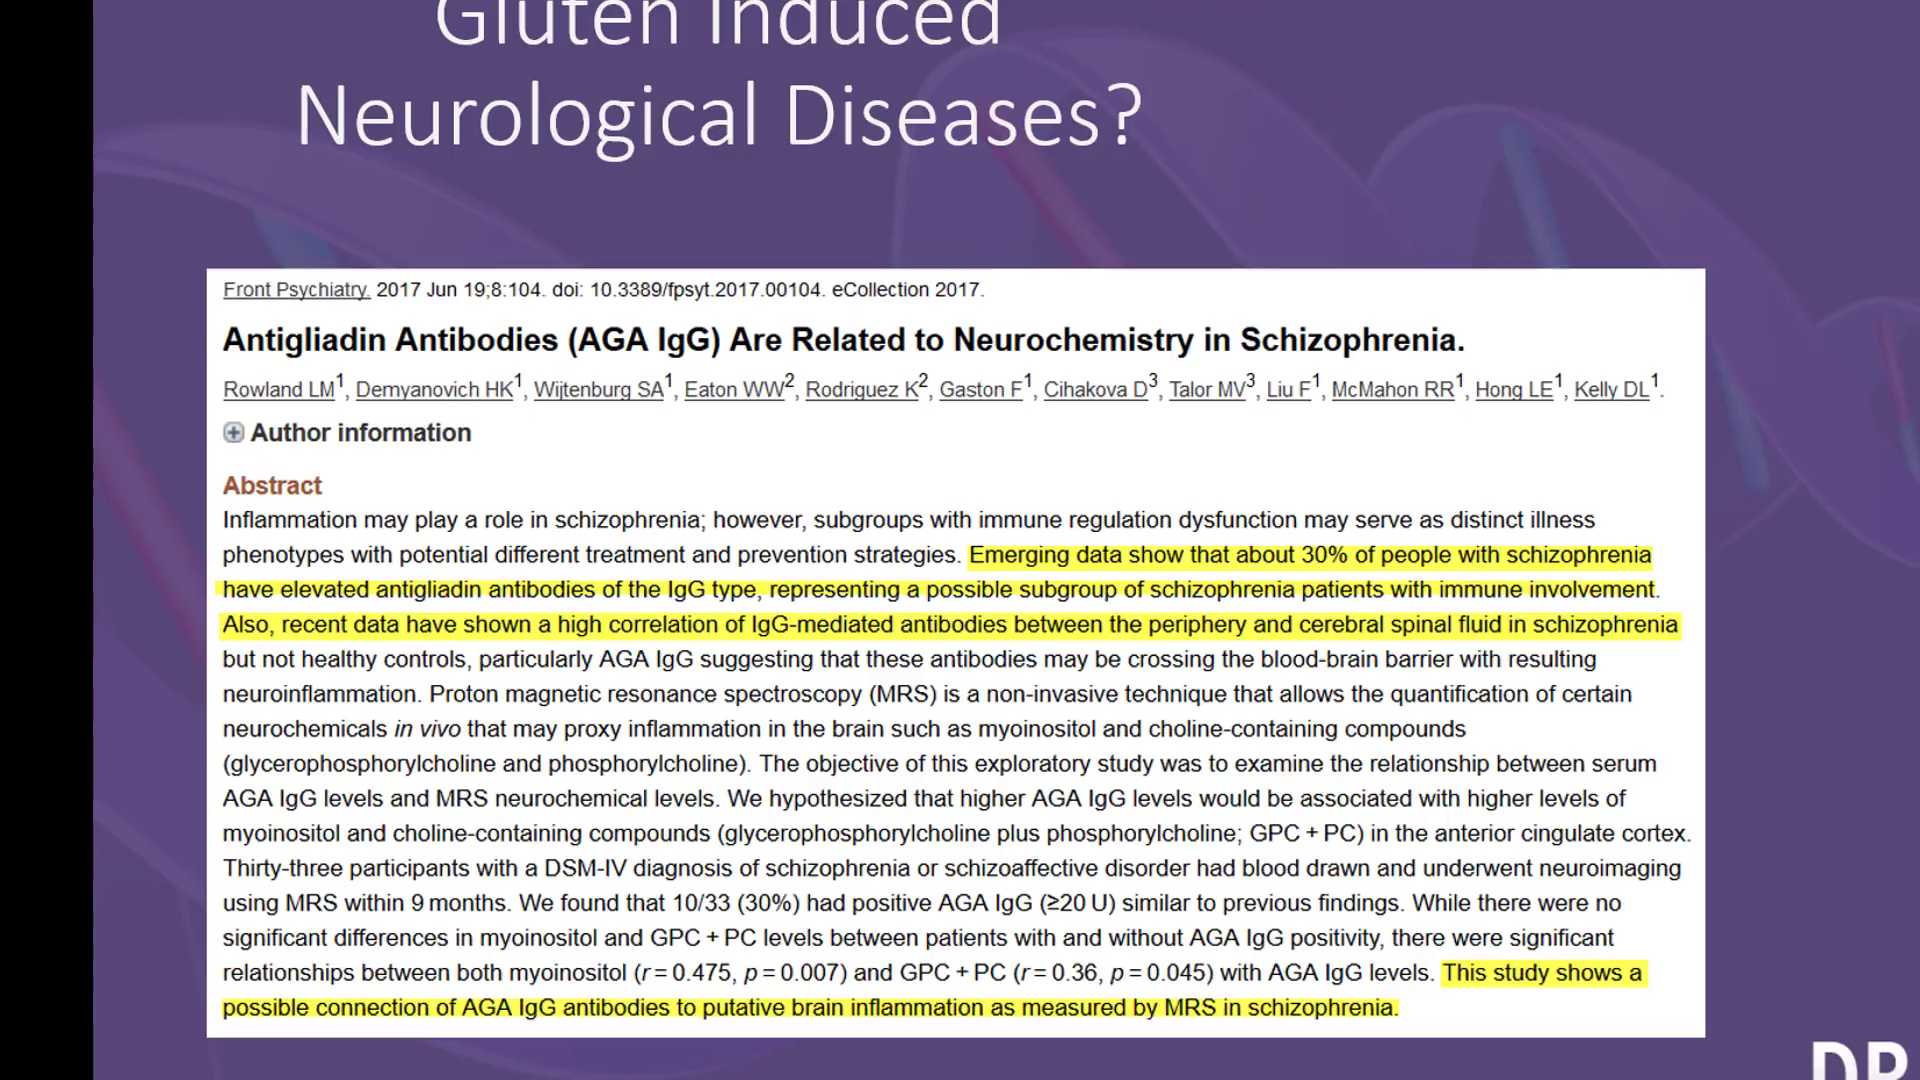 Gluten Induced
Neurological Diseases?
Front Psychiatry. 2017 Jun 19;8:104. doi: 10.3389/fpsyt.2017.00104. eCollection 2017.
Antigliadin Antibodies (AGA IgG) Are Related to Neurochemistry in Schizophrenia.
Rowland LM1, Demyanovich HK1, Wijtenburg SA1, Eaton WW2, Rodriguez K2, Gaston F1, Cihakova D3, Talor MV3, Liu F1, McMahon RR1, Hong LE1, Kelly DL1.
Author information
Abstract
Inflammation may play a role in schizophrenia; however, subgroups with immune regulation dysfunction may serve as distinct illness
phenotypes with potential different treatment and prevention strategies. Emerging data show that about 30% of people with schizophrenia
have elevated antigliadin antibodies of the IgG type, representing a possible subgroup of schizophrenia patients with immune involvement.
Also, recent data have shown a high correlation of IgG-mediated antibodies between the periphery and cerebral spinal fluid in schizophrenia
but not healthy controls, particularly AGA IgG suggesting that these antibodies may be crossing the blood-brain barrier with resulting
neuroinflammation. Proton magnetic resonance spectroscopy (MRS) is a non-invasive technique that allows the quantification of certain
neurochemicals in vivo that may proxy inflammation in the brain such as myoinositol and choline-containing compounds
(glycerophosphorylcholine and phosphorylcholine). The objective of this exploratory study was to examine the relationship between serum
AGA IgG levels and MRS neurochemical levels. We hypothesized that higher AGA IgG levels would be associated with higher levels of
myoinositol and choline-containing compounds (glycerophosphorylcholine plus phosphorylcholine; GPC + PC) in the anterior cingulate cortex.
Thirty-three participants with a DSM-IV diagnosis of schizophrenia or schizoaffective disorder had blood drawn and underwent neuroimaging
using MRS within 9 months. We found that 10/33 (30%) had positive AGA IgG (≥20 U) similar to previous findings. While there were no
significant differences in myoinositol and GPC + PC levels between patients with and without AGA IgG positivity, there were significant
relationships between both myoinositol (r = 0.475, p = 0.007) and GPC + PC (r = 0.36, p = 0.045) with AGA IgG levels. This study shows a
possible connection of AGA IgG antibodies to putative brain inflammation as measured by MRS in schizophrenia.
DR